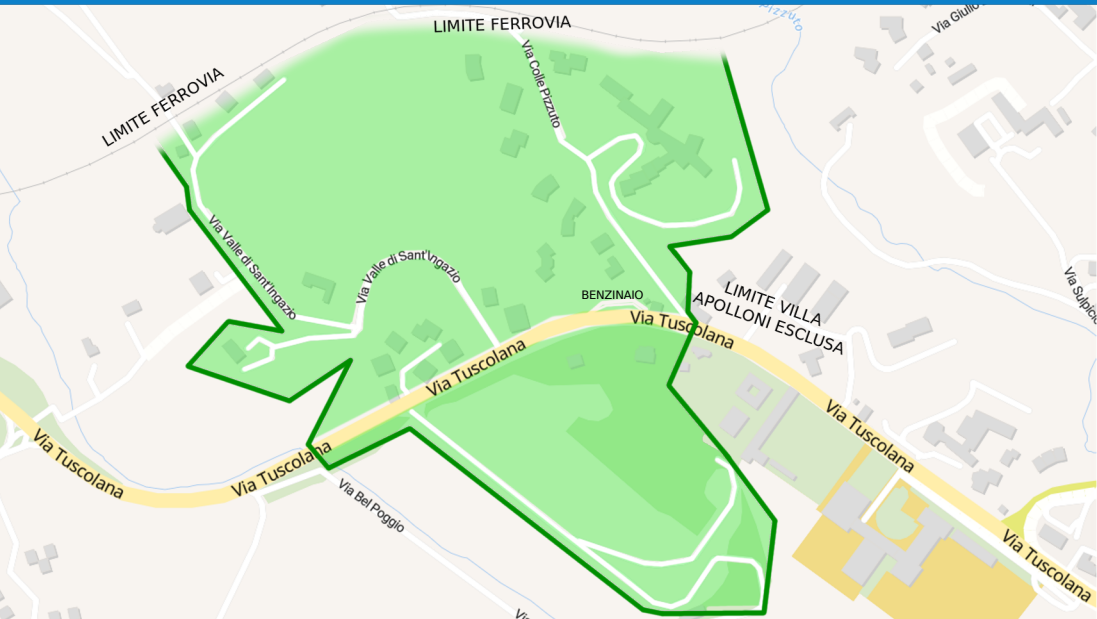 LIMITE FERROVIA
Pizzuto
LIMITE FERROVIA
Via Colle Pizzuto
Via Valle di Sant'Ingazio
Via Valle di Sant'Ingazio
BENZINAIO
LIMITE VILLA
APOLLONI ESCLUSA
Via Tuscolana
Via Tuscolana
Via Tuscolana
Via Tuscolana
Via Tuscolana
Via Tuscolana
Via Bel Poggio